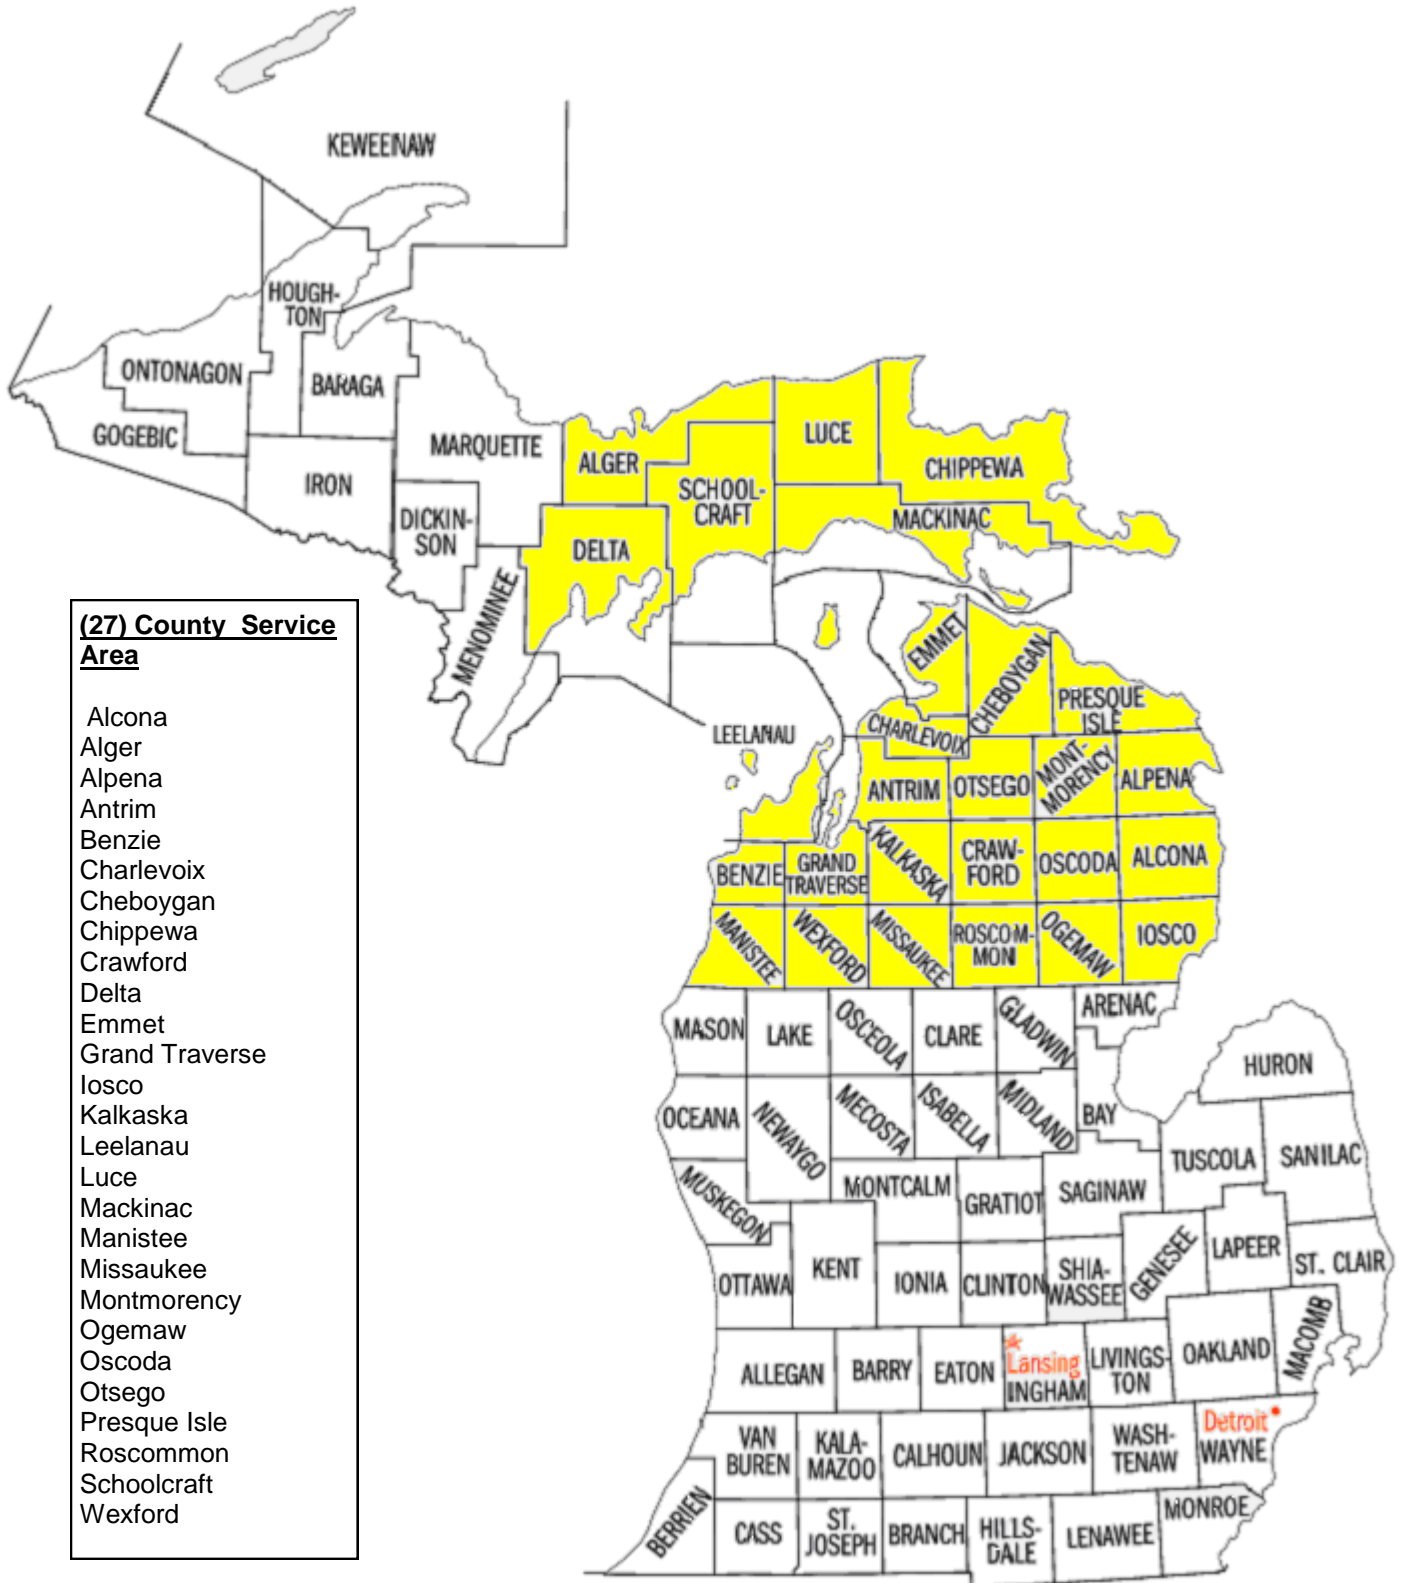 KEWEENAW
HOUGH-
TON
ONTONAGON
BARAGA
GOGEBIC
MARQUETTE
IRON
DICKIN-
SON
MENOMINEE
ALGER
LUCE
CHIPPEWA
SCHOOL-
CRAFT
MACKINAC
DELTA
(27) County Service
Area
Alcona
Alger
Alpena
Antrim
Benzie
Charlevoix
Cheboygan
Chippewa
Crawford
Delta
Emmet
Grand Traverse
Iosco
Kalkaska
Leelanau
Luce
Mackinac
Manistee
Missaukee
Montmorency
Ogemaw
Oscoda
Otsego
Presque Isle
Roscommon
Schoolcraft
Wexford
EMMET
CHEBOYGAN
PRESQUE
ISLE
LEELANAU
CHARLEVOIX
ANTRIM
OTSEGO
MONT-
MORENCY
ALPENA
BENZIE
GRAND
TRAVERSE
KALKASKA
CRAW-
FORD
OSCODA
ALCONA
MANISTEE
WEXFORD
MISSAUKEE
ROSCOM-
MON
OGEMAW
IOSCO
MASON
LAKE
OSCEOLA
CLARE
GLADWIN
ARENAC
HURON
OCEANA
NEWAYGO
MECOSTA
ISABELLA
MIDLAND
BAY
TUSCOLA
SANILAC
MUSKEGON
MONTCALM
GRATIOT
SAGINAW
GENESEE
LAPEER
ST. CLAIR
OTTAWA
KENT
IONIA
CLINTON
SHIA-
WASSEE
ALLEGAN
BARRY
EATON
Lansing
INGHAM
LIVINGS-
TON
OAKLAND
MACOMB
VAN
BUREN
KALA-
MAZOO
CALHOUN
JACKSON
WASH-
TENAW
Detroit
WAYNE
BERRIEN
CASS
ST.
JOSEPH
BRANCH
HILLS-
DALE
LENAWEE
MONROE